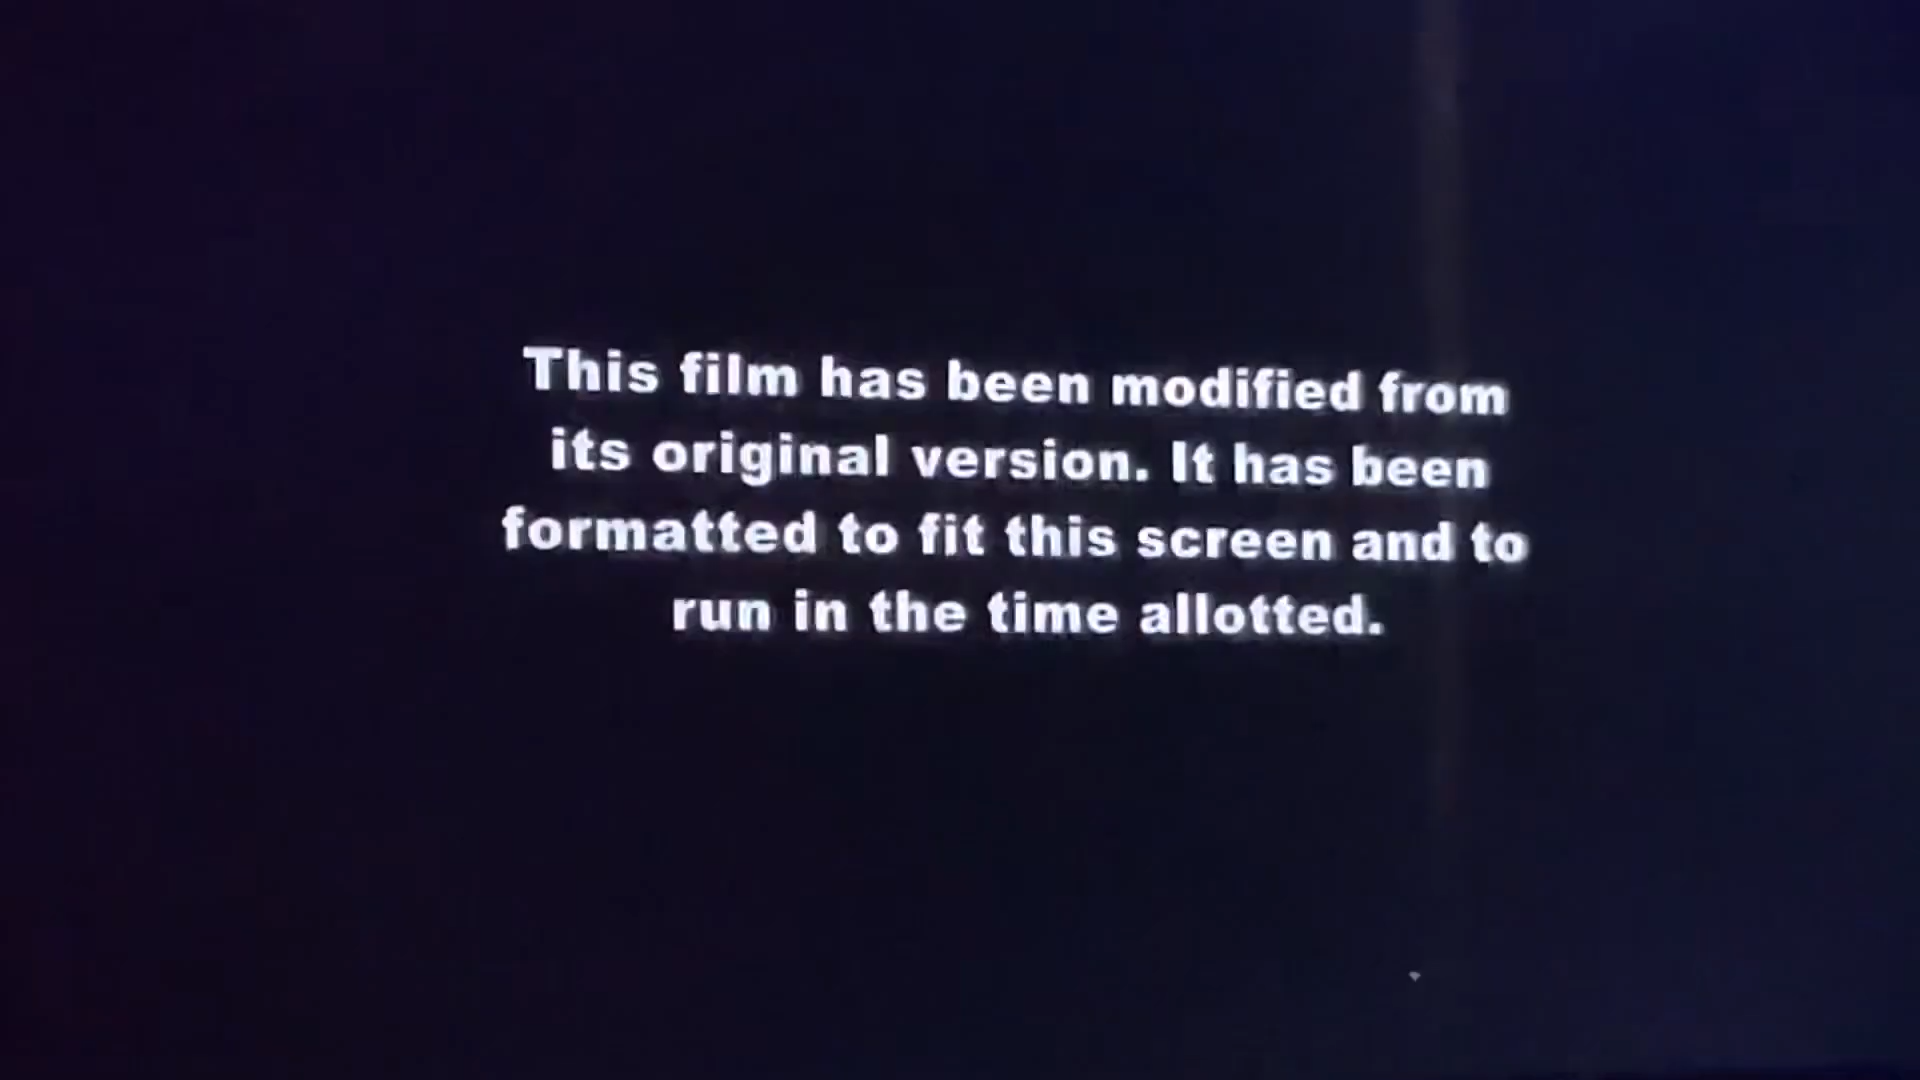 This film has been modified from
its original version. It has been
formatted to fit this screen and to
run in the time allotted.